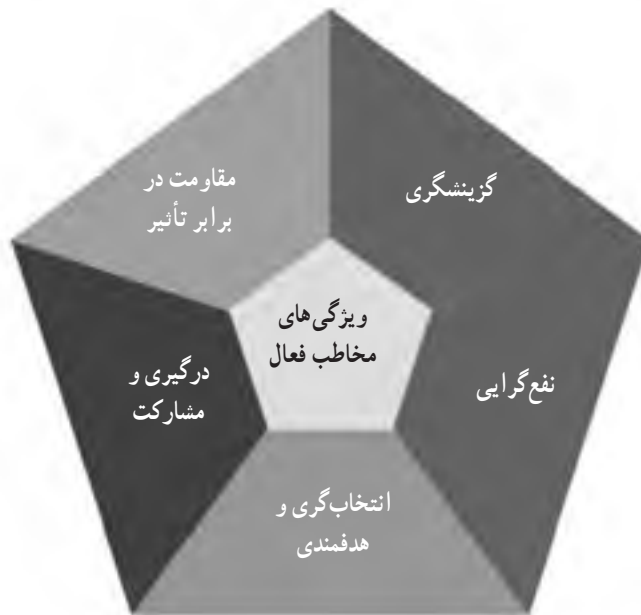 گزینشگری
مقاومت در
برابر تأثیر
ویژگی‌های
مخاطب فعال
نفع‌گرایی
درگیری و
مشارکت
انتخاب‌گری و
هدفمندی